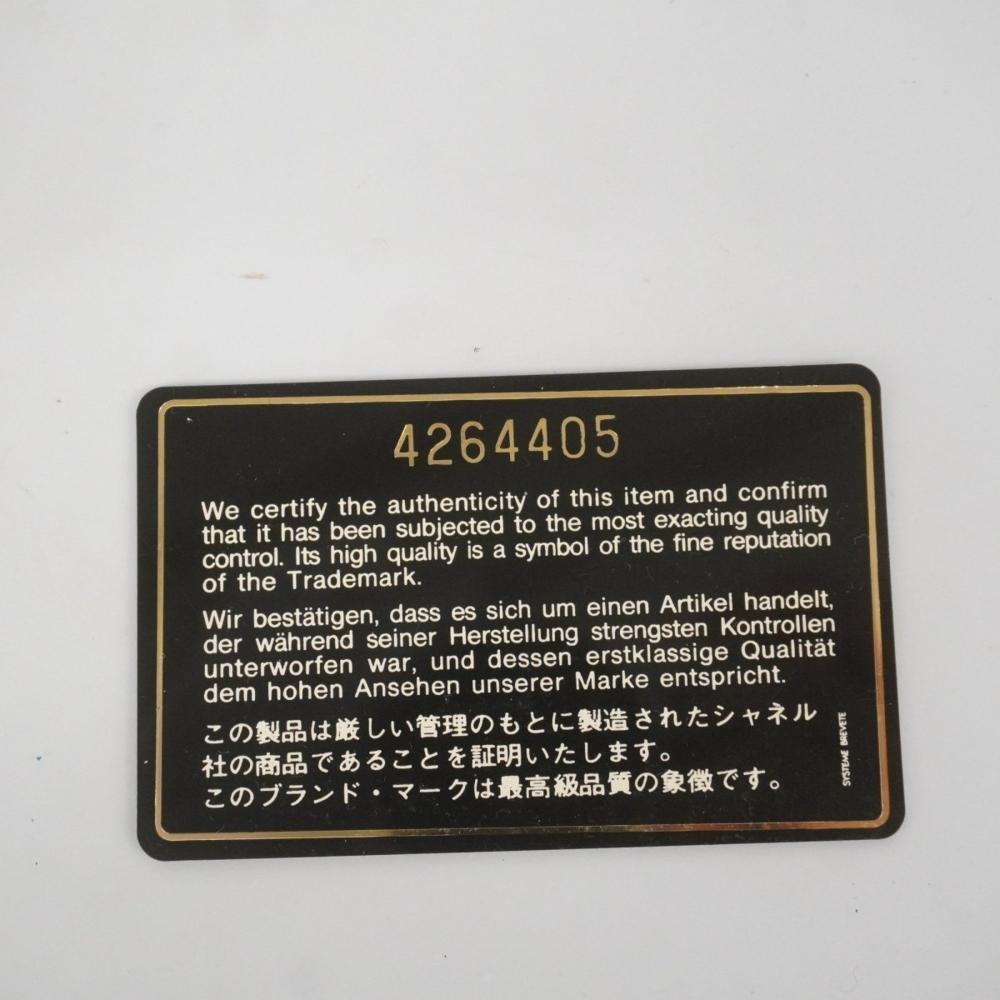 4264405
We certify the authenticity of this item and confirm
that it has been subjected to the most exacting quality
control. Its high quality is a symbol of the fine reputation
of the Trademark.
Wir bestätigen, dass es sich um einen Artikel handelt,
der während seiner Herstellung strengsten Kontrollen
unterworfen war, und dessen erstklassige Qualität
dem hohen Ansehen unserer Marke entspricht.
この製品は厳しい管理のもとに製造されたシャネル
社の商品であることを証明いたします。
このブランド・マークは最高級品質の象徴です。
SYSTEME BREVETE